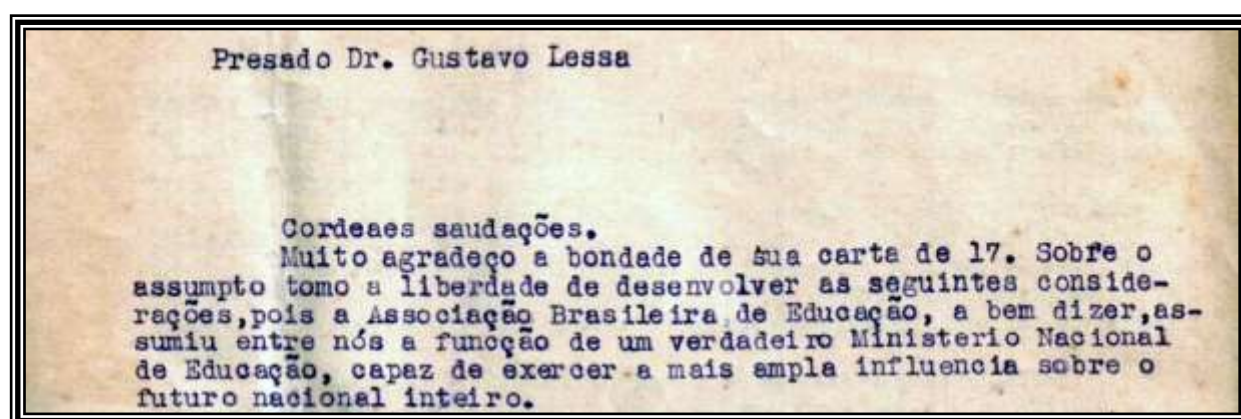 Presado Dr. Gustavo Lessa
Cordeaes saudações.
Muito agradeço a bondade de sua carta de 17. Sobre o
assumpto tomo a liberdade de desenvolver as seguintes conside-
rações,pois a Associação Brasileira de Educação, a bem dizer,as-
sumiu entre nós a funcção de um verdadeiro Ministerio Nacional
de Educação, capaz de exercer a mais ampla influencia sobre o
futuro nacional inteiro.